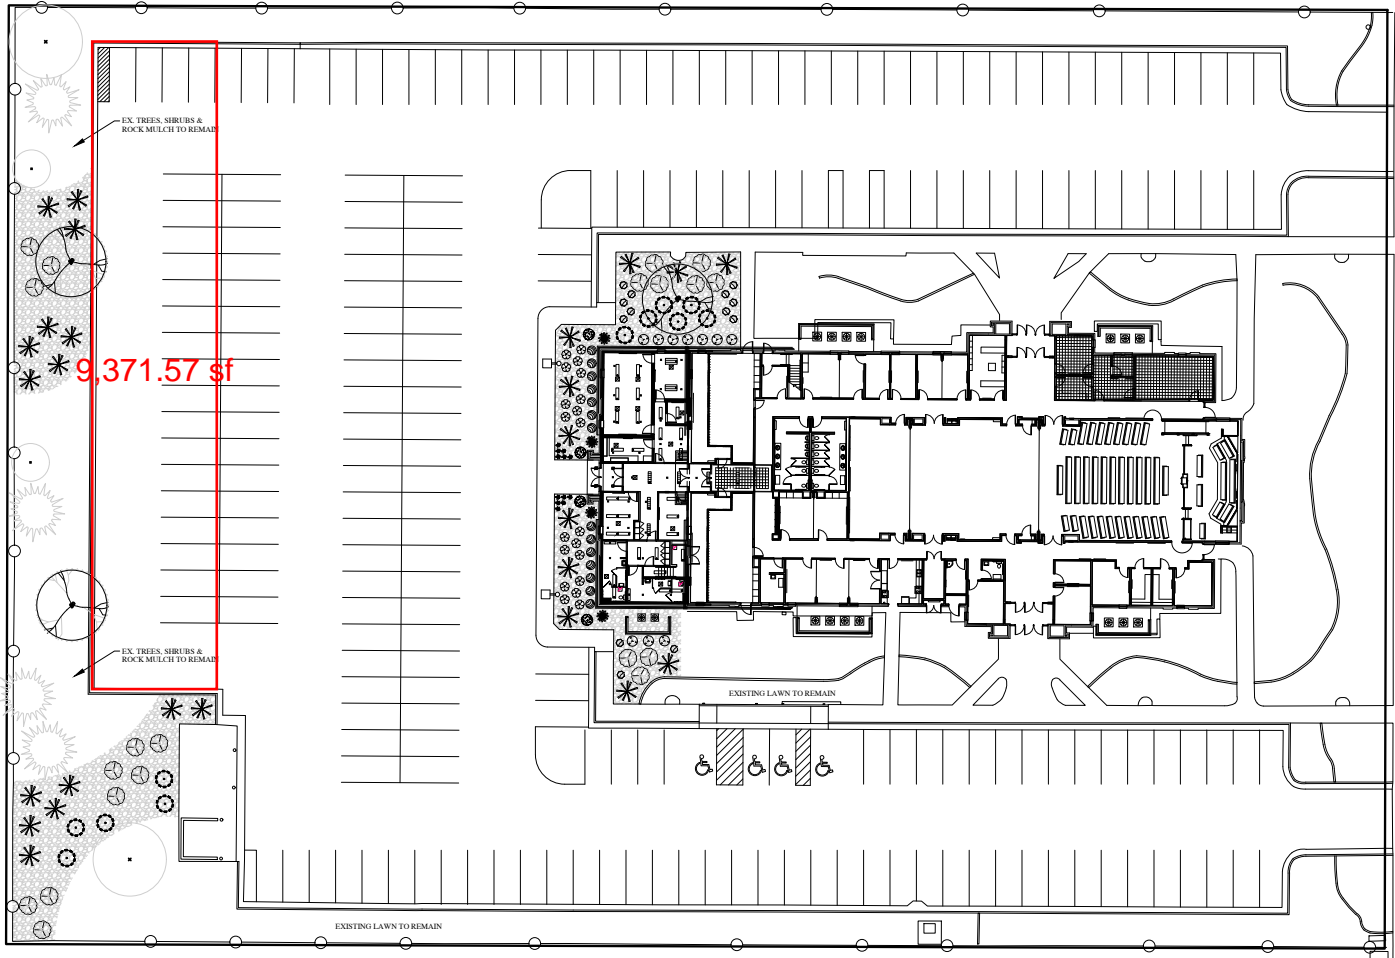 EX. TREES, SHRUBS &
ROCK MULCH TO REMAIN
9,371.57 sf
EX. TREES, SHRUBS &
ROCK MULCH TO REMAIN
EXISTING LAWN TO REMAIN
EXISTING LAWN TO REMAIN